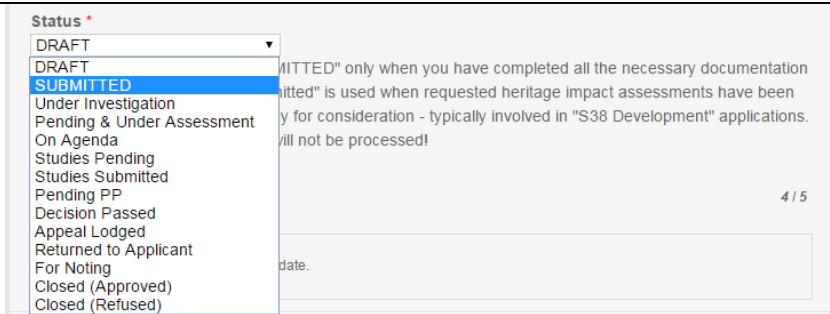 Status *
DRAFT
DRAFT
SUBMITTED
Under Investigation
Pending & Under Assessment
On Agenda
Studies Pending
Studies Submitted
Pending PP
Decision Passed
Appeal Lodged
Returned to Applicant
For Noting
Closed (Approved)
Closed (Refused)
MITTED" only when you have completed all the necessary documentation
itted" is used when requested heritage impact assessments have been
y for consideration - typically involved in "S38 Development" applications.
will not be processed!
4 / 5
date.